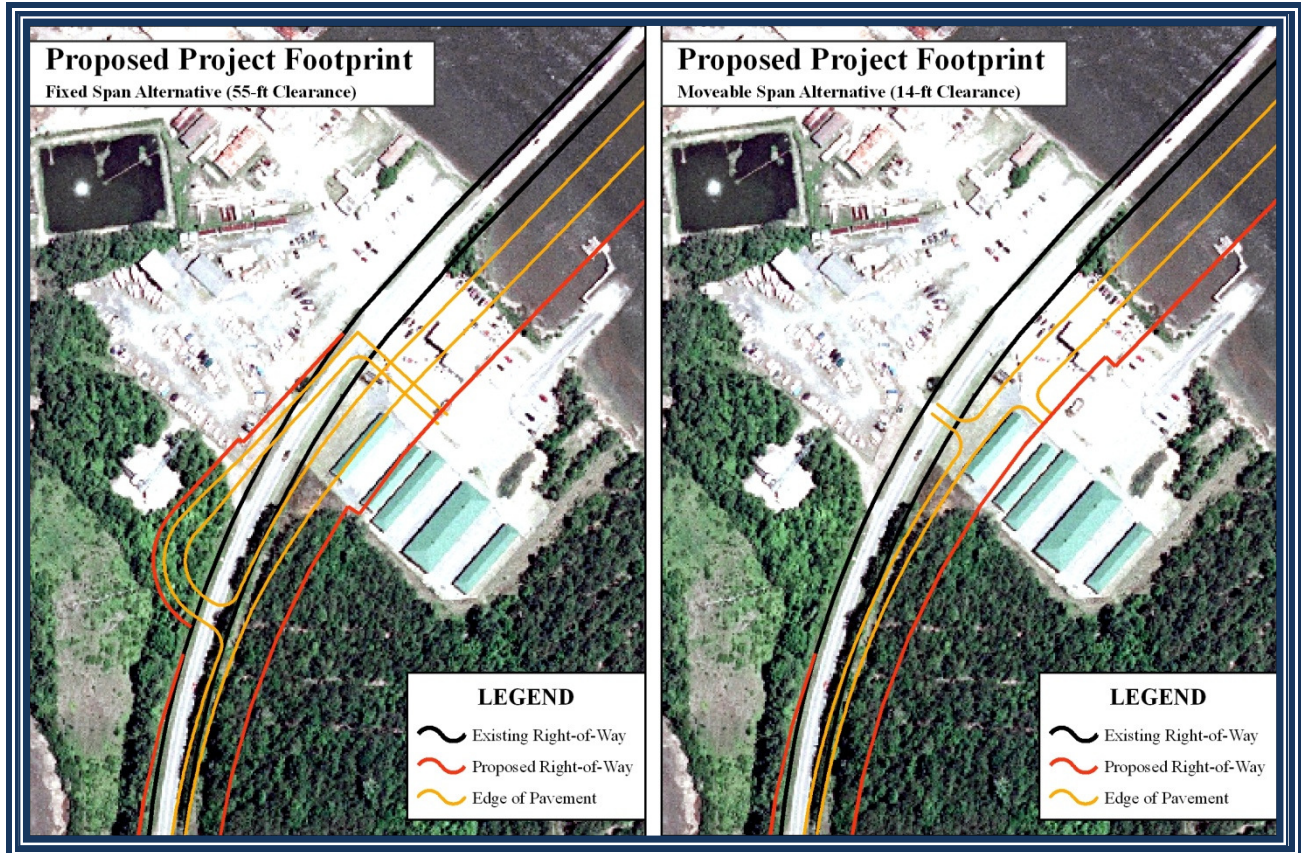 Proposed Project Footprint
Fixed Span Alternative (55-ft Clearance)
LEGEND
Existing Right-of-Way
Proposed Right-of-Way
Edge of Pavement
Proposed Project Footprint
Moveable Span Alternative (14-ft Clearance)
LEGEND
Existing Right-of-Way
Proposed Right-of-Way
Edge of Pavement